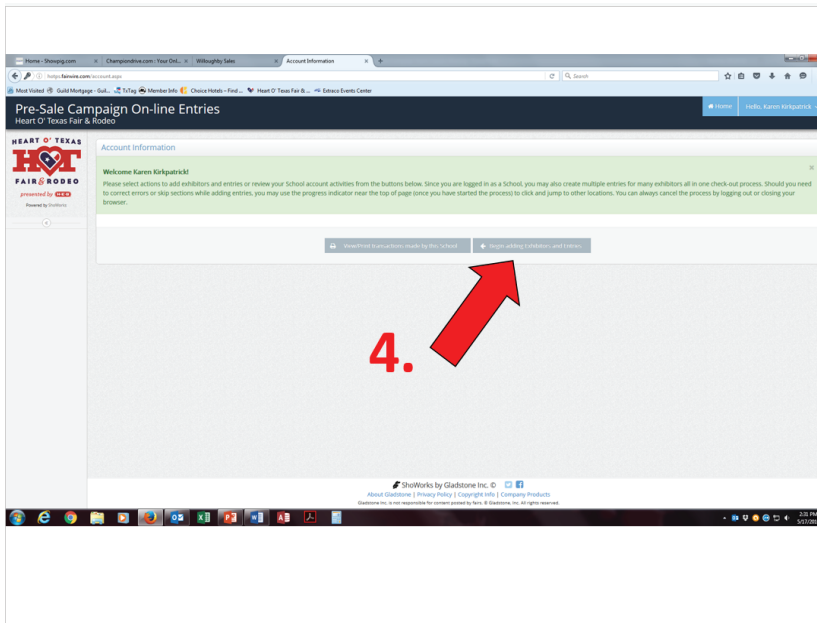 Home - Showpig.com
Championdrive.com : Your Onl...
Willoughby Sales
Account Information
https.fairwire.com/account.aspx
Search
Most Visited
Guild Mortgage - Guil...
TxTag
Member Info
Choice Hotels - Find ...
Heart O' Texas Fair & ...
Extraco Events Center
Pre-Sale Campaign On-line Entries
Heart O' Texas Fair & Rodeo
Home
Hello, Karen Kirkpatrick
HEART O' TEXAS
HOT
FAIR & RODEO
presented by H-E-B
Powered by ShoWorks
Account Information
Welcome Karen Kirkpatrick!
Please select actions to add exhibitors and entries or review your School account activities from the buttons below. Since you are logged in as a School, you may also create multiple entries for many exhibitors all in one check-out process. Should you need
to correct errors or skip sections while adding entries, you may use the progress indicator near the top of page (once you have started the process) to click and jump to other locations. You can always cancel the process by logging out or closing your
browser.
View/Print transactions made by this School
Begin adding Exhibitors and Entries
4.
ShoWorks by Gladstone Inc. ©
About Gladstone | Privacy Policy | Copyright Info | Company Products
Gladstone Inc. is not responsible for content posted by fairs. © Gladstone, Inc. All rights reserved.
2:31 PM
5/17/201